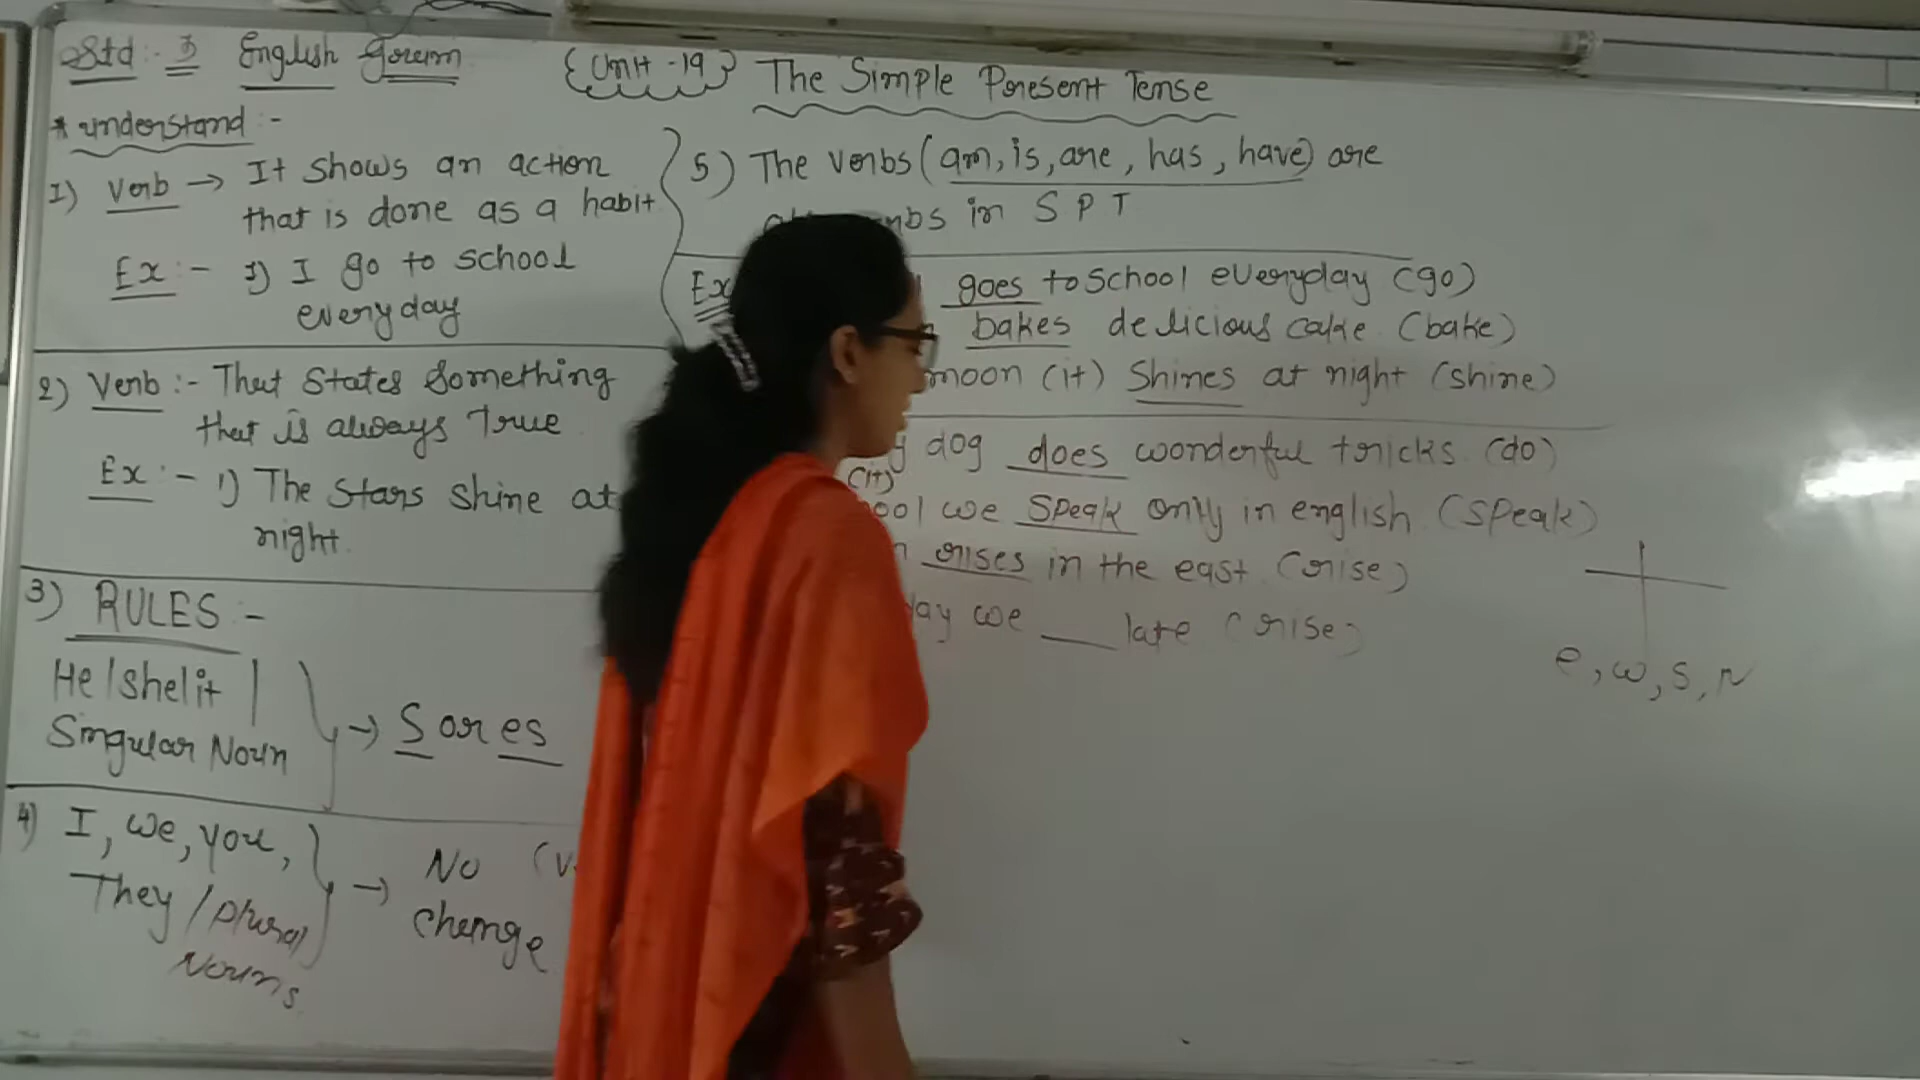 Std :- 3 English Gram
{Unit - 19} The Simple Present Tense
* understand :-
1) Verb → It shows an action
that is done as a habit
Ex :- 1) I go to school
everyday
2) Verb :- That States Something
that is always True
Ex :- 1) The Stars shine at
night.
3) RULES :-
He/she/it/
Singular Noun → S or es
4) I, we, you,
They/plural
Nouns → No
change
5) The verbs (am, is, are, has, have) are
in S P T
Ex
goes to School everyday (go)
bakes delicious cake. (bake)
moon (it) Shines at night (shine)
dog does wonderful tricks. (do)
(it)
we Speak only in english. (speak)
rises in the east. (rise)
we ___ late (rise)
e, w, s, n